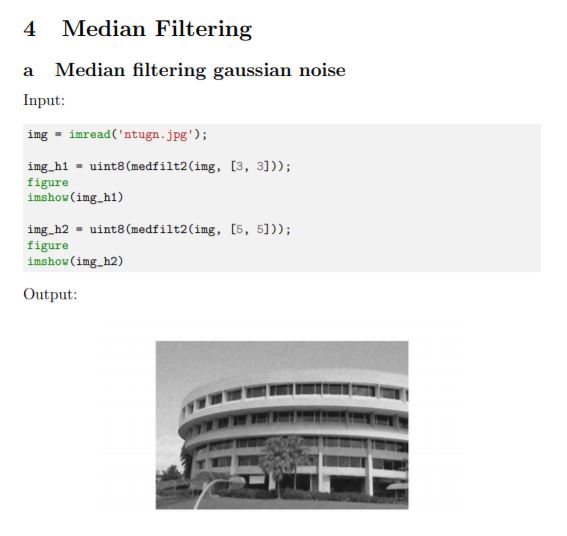 4 Median Filtering
a Median filtering gaussian noise
Input:
img = imread('ntugn.jpg');
img_h1 = uint8(medfilt2(img, [3, 3]));
figure
imshow(img_h1)
img_h2 = uint8(medfilt2(img, [5, 5]));
figure
imshow(img_h2)
Output: